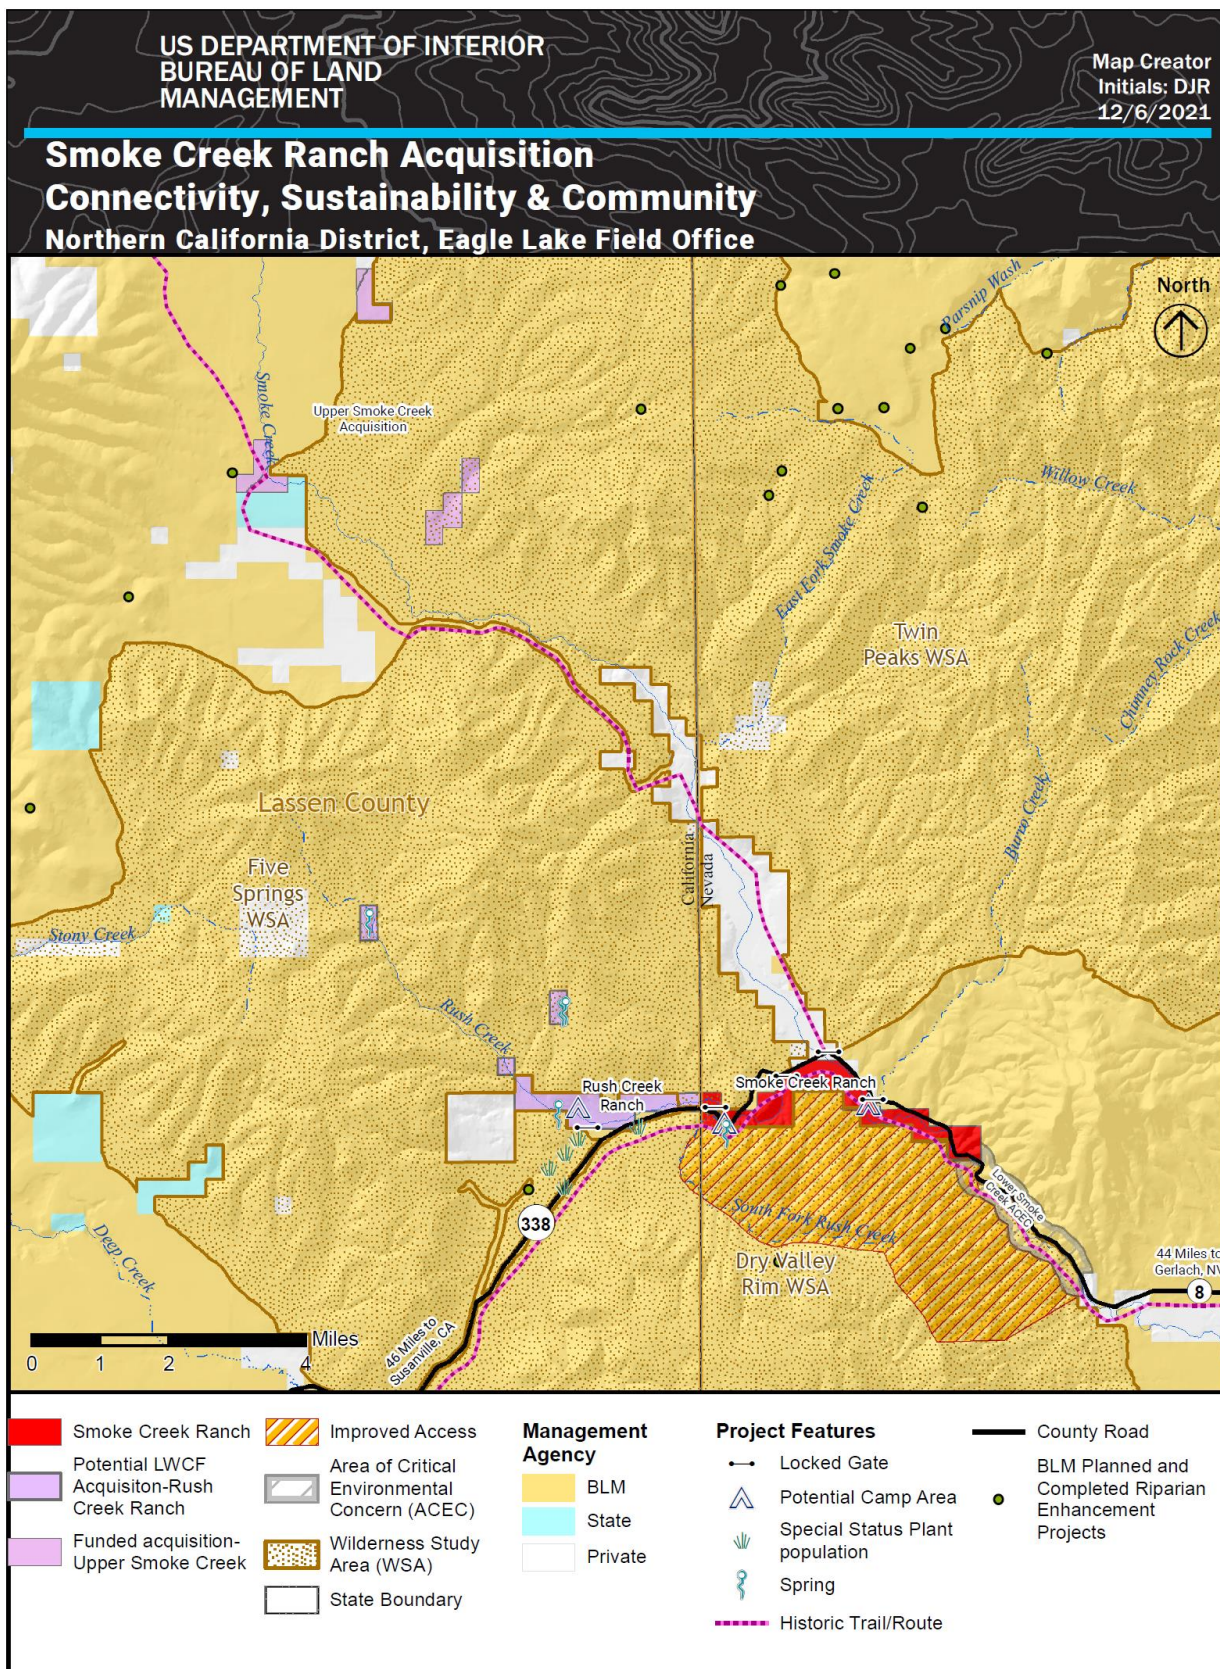 US DEPARTMENT OF INTERIOR
BUREAU OF LAND
MANAGEMENT
Map Creator
Initials: DJR
12/6/2021
Smoke Creek Ranch Acquisition
Connectivity, Sustainability & Community
Northern California District, Eagle Lake Field Office
North
Parsnip Wash
Smoke Creek
Upper Smoke Creek
Acquisition
Willow Creek
East Fork Smoke Creek
Twin
Peaks WSA
Chimney Rock Creek
Lassen County
Burro Creek
California
Nevada
Five
Springs
WSA
Stony Creek
Rush Creek
Rush Creek
Ranch
Smoke Creek Ranch
Lower Smoke
Creek ACEC
South Fork Rush Creek
338
Deep Creek
Dry Valley
Rim WSA
44 Miles to
Gerlach, NV
8
46 Miles to
Susanville, CA
Miles
0 1 2 4
Smoke Creek Ranch
Potential LWCF
Acquisiton-Rush
Creek Ranch
Funded acquisition-
Upper Smoke Creek
Improved Access
Area of Critical
Environmental
Concern (ACEC)
Wilderness Study
Area (WSA)
State Boundary
Management
Agency
BLM
State
Private
Project Features
Locked Gate
Potential Camp Area
Special Status Plant
population
Spring
Historic Trail/Route
County Road
BLM Planned and
Completed Riparian
Enhancement
Projects